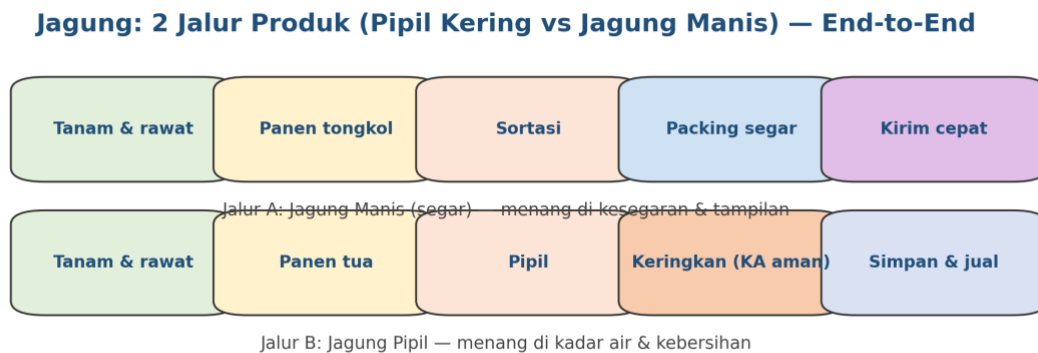 Jagung: 2 Jalur Produk (Pipil Kering vs Jagung Manis) — End-to-End
Tanam & rawat
Panen tongkol
Sortasi
Packing segar
Kirim cepat
Jalur A: Jagung Manis (segar) — menang di kesegaran & tampilan
Tanam & rawat
Panen tua
Pipil
Keringkan (KA aman)
Simpan & jual
Jalur B: Jagung Pipil — menang di kadar air & kebersihan